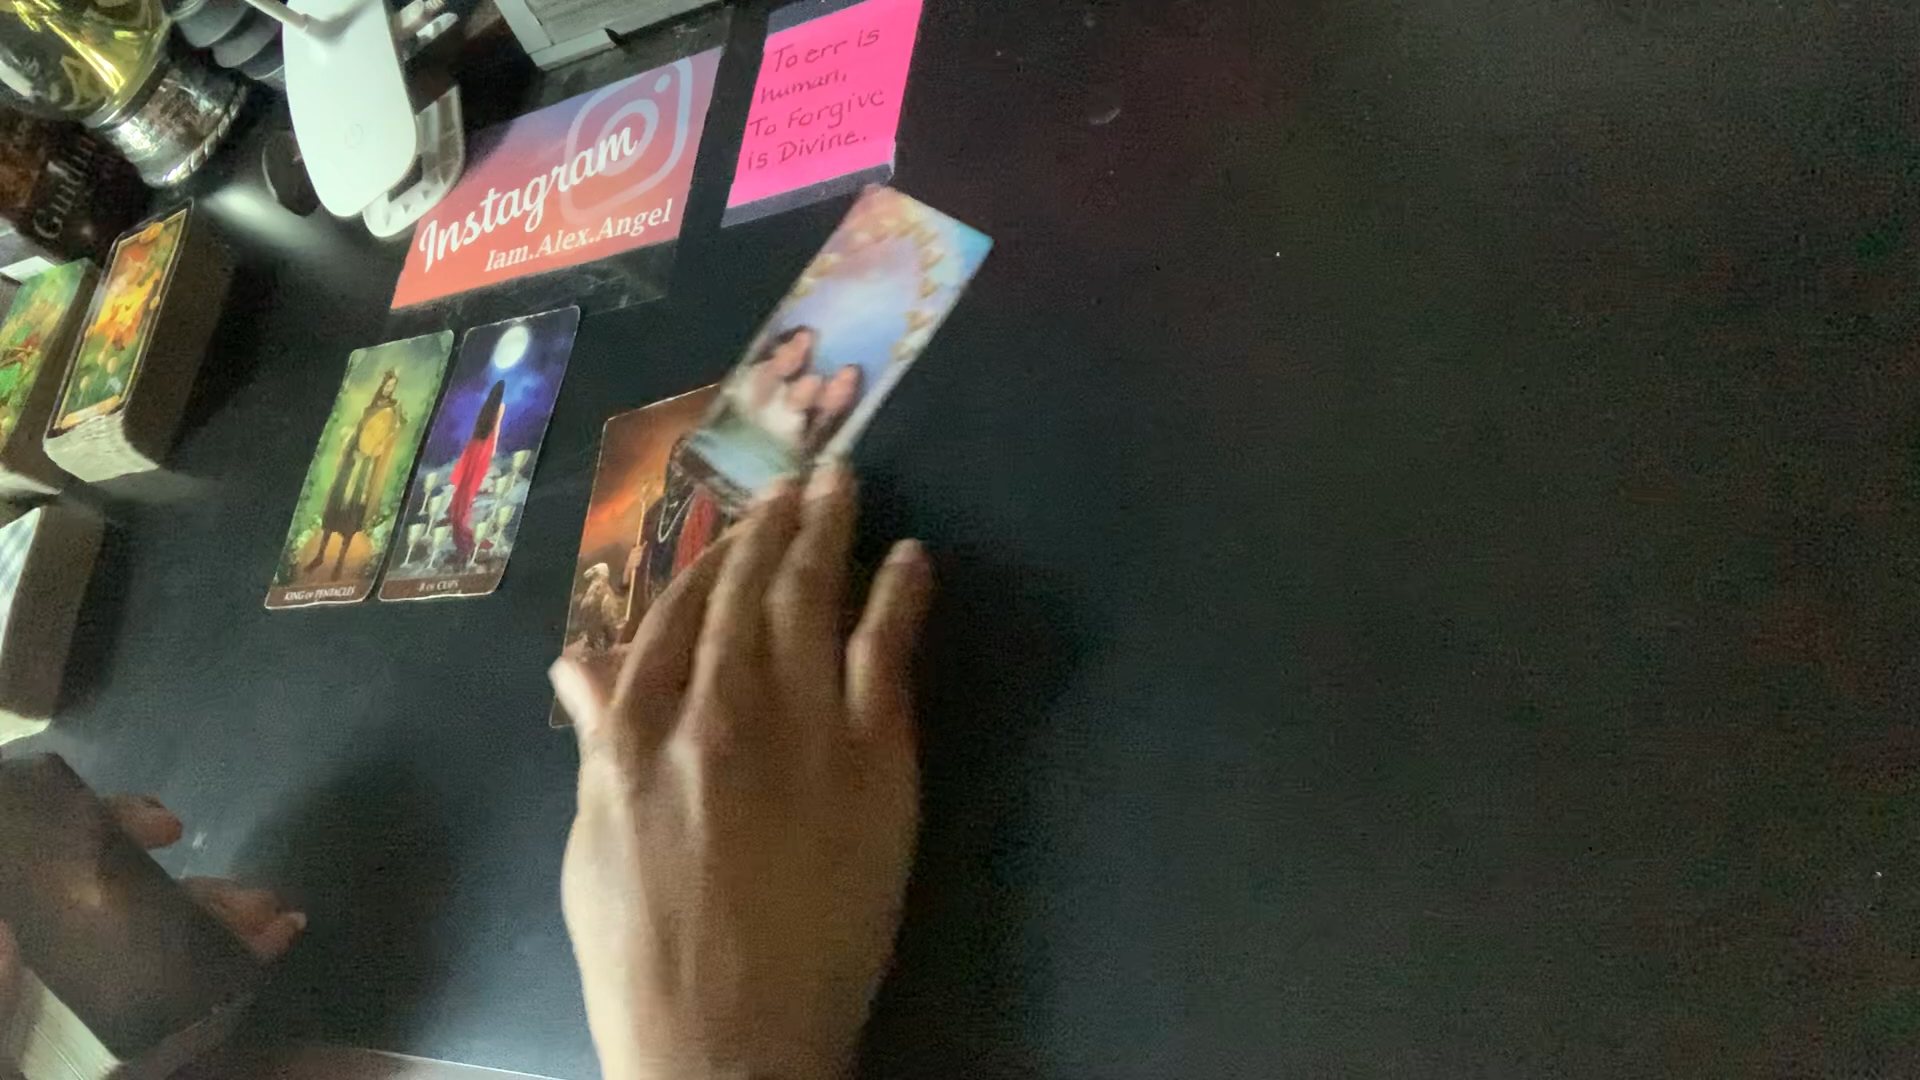 To err is
human,
To Forgive
is Divine.
Instagram
Iam.Alex.Angel
KING OF PENTACLES
8 OF CUPS